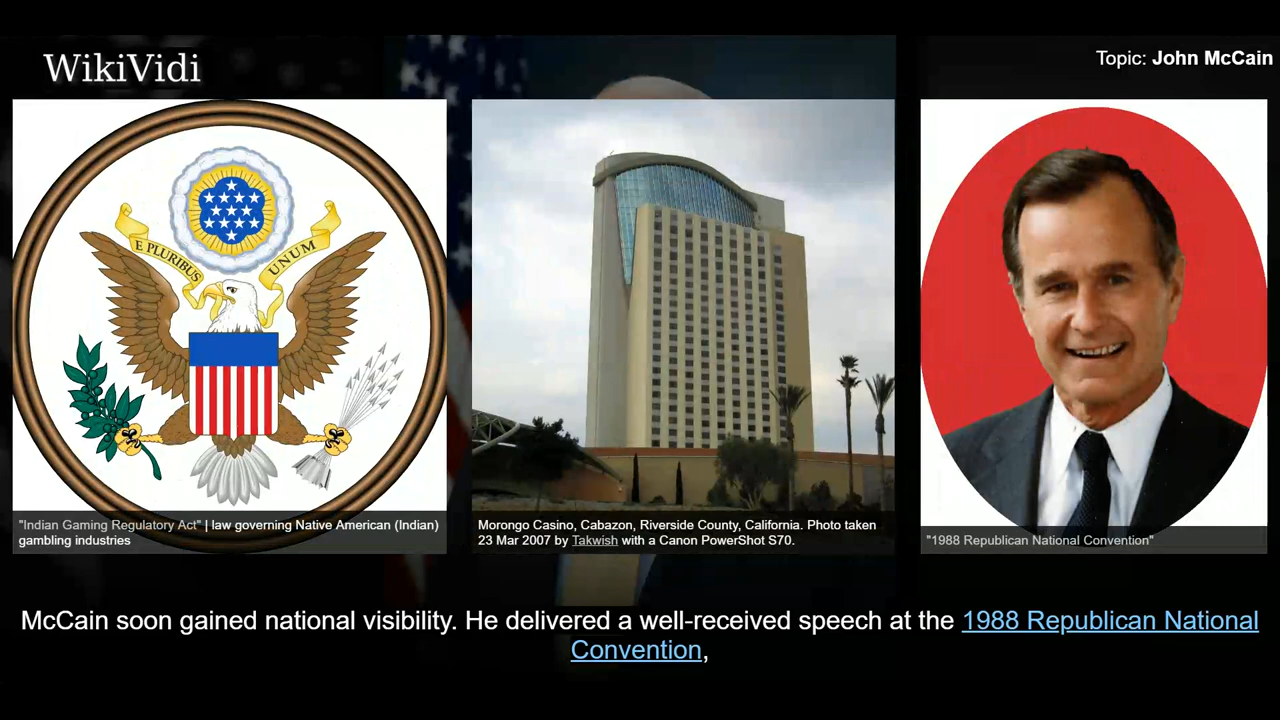 WikiVidi
Topic: John McCain
E PLURIBUS
UNUM
"Indian Gaming Regulatory Act" | law governing Native American (Indian)
gambling industries
Morongo Casino, Cabazon, Riverside County, California. Photo taken
23 Mar 2007 by Takwish with a Canon PowerShot S70.
"1988 Republican National Convention"
McCain soon gained national visibility. He delivered a well-received speech at the 1988 Republican National
Convention,